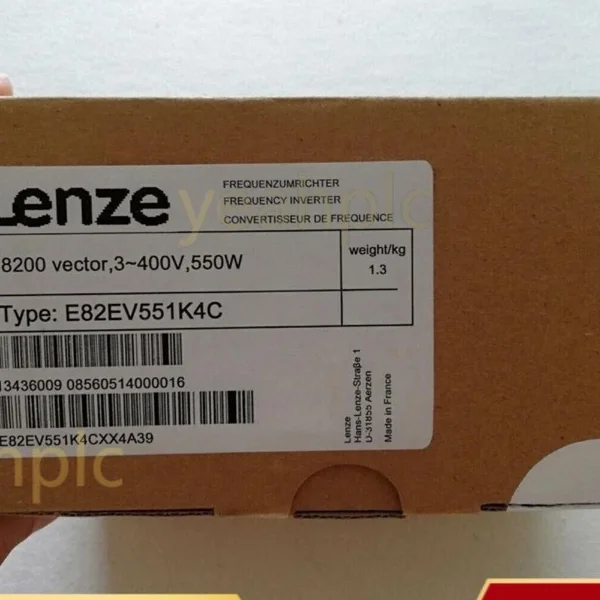 Lenze
FREQUENZUMRICHTER
FREQUENCY INVERTER
CONVERTISSEUR DE FRÉQUENCE
8200 vector,3~400V,550W
weight/kg
1.3
Type: E82EV551K4C
13436009 08560514000016
E82EV551K4CXX4A39
Lenze
Hans-Lenze-Straße 1
D-31855 Aerzen
Made in France